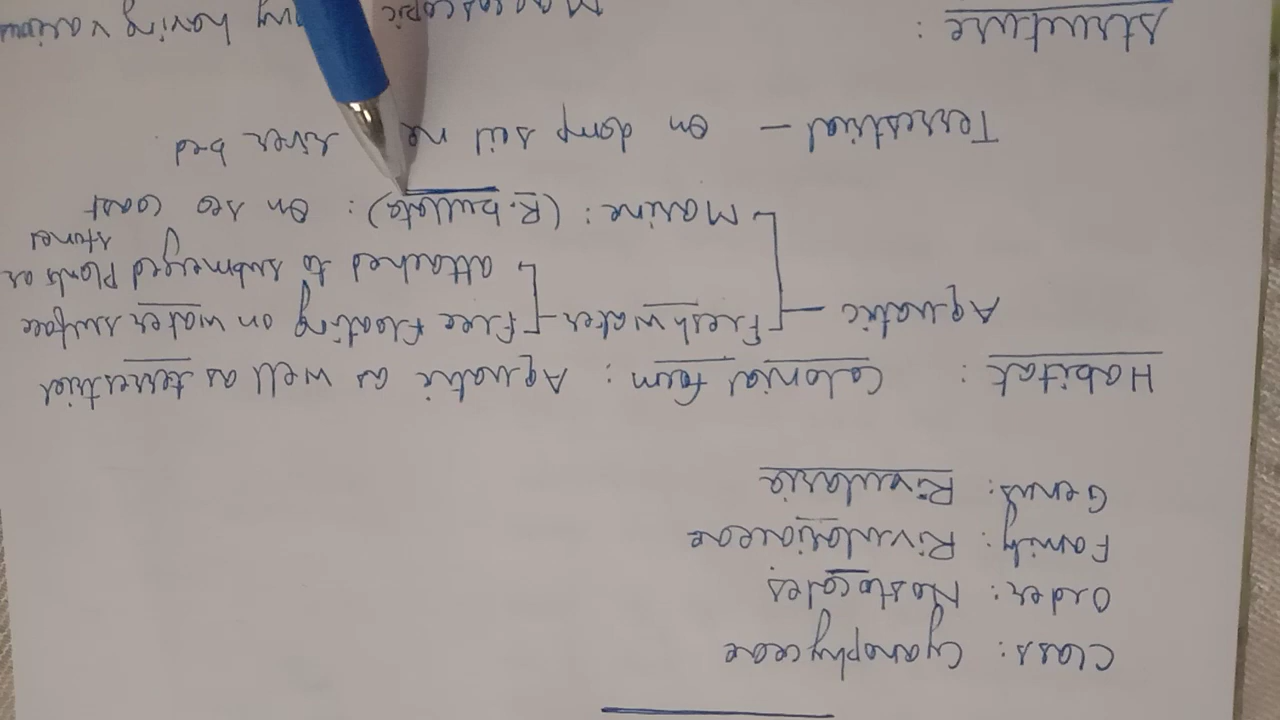 Class: Cyanophyceae
Order: Nostocales
Family: Rivulariaceae
Genus: Rivularia
Habitat: Colonial form: Aquatic as well as terrestrial
Aquatic - Fresh water - Free Floating on water surface
attached to submerged Plants or
stones
Marine: (R. bullata): on sea coast
Terrestrial - on damp soil river bed
Structure: having various